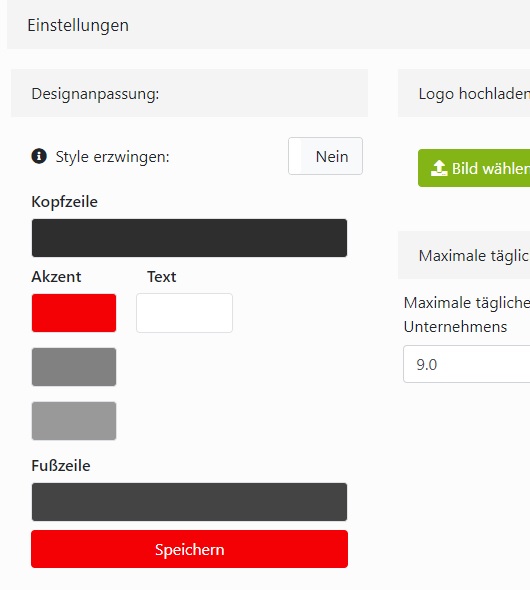 Einstellungen
Designanpassung:
Style erzwingen:
Nein
Kopfzeile
Akzent
Text
Fußzeile
Speichern
Logo hochladen
Bild wählen
Maximale täglic
Maximale tägliche
Unternehmens
9.0